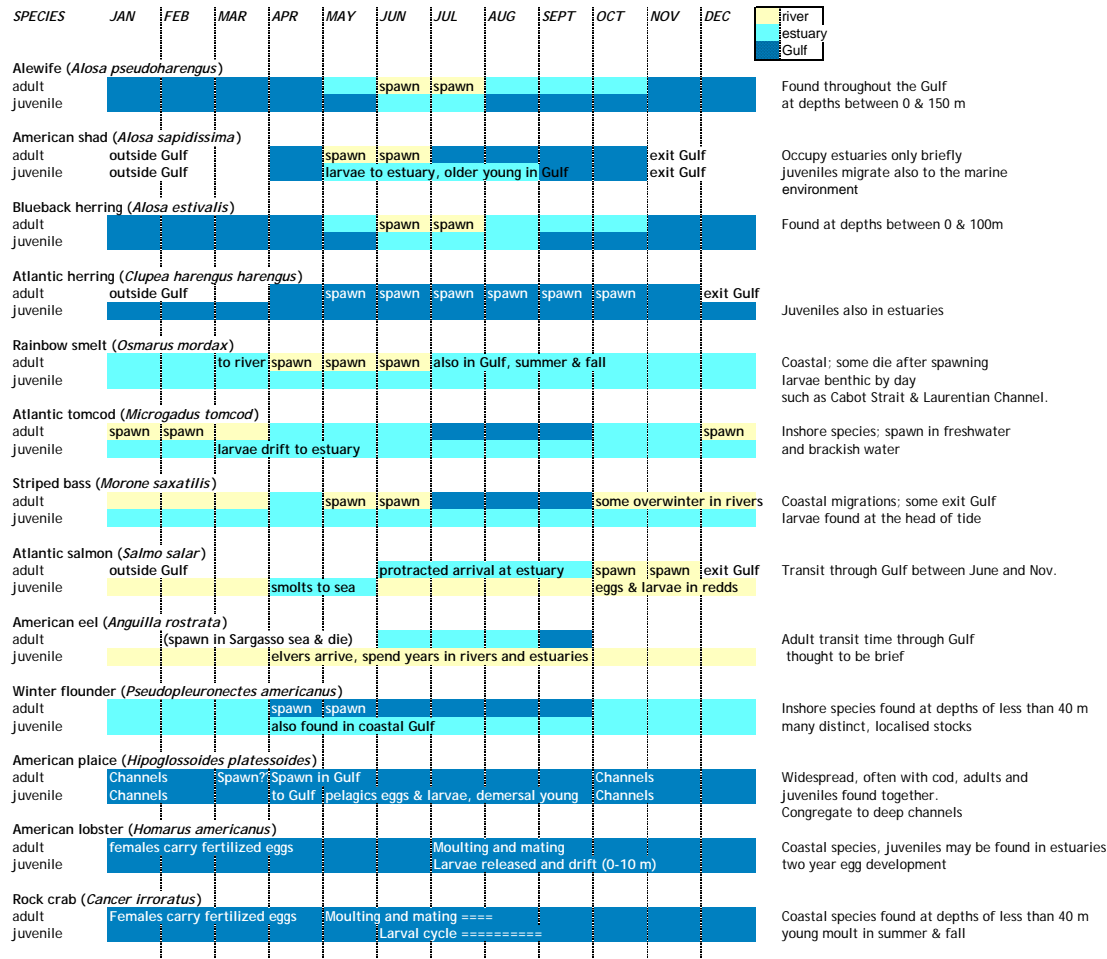 SPECIES JAN FEB MAR APR MAY JUN JUL AUG SEPT OCT NOV DEC
river
estuary
Gulf
Alewife (Alosa pseudoharengus)
adult spawn spawn Found throughout the Gulf
juvenile at depths between 0 & 150 m
American shad (Alosa sapidissima)
adult outside Gulf spawn spawn exit Gulf Occupy estuaries only briefly
juvenile outside Gulf larvae to estuary, older young in Gulf exit Gulf juveniles migrate also to the marine
environment
Blueback herring (Alosa estivalis)
adult spawn spawn Found at depths between 0 & 100m
juvenile
Atlantic herring (Clupea harengus harengus)
adult outside Gulf spawn spawn spawn spawn spawn spawn exit Gulf
juvenile Juveniles also in estuaries
Rainbow smelt (Osmarus mordax)
adult to river spawn spawn spawn also in Gulf, summer & fall Coastal; some die after spawning
juvenile larvae benthic by day
such as Cabot Strait & Laurentian Channel.
Atlantic tomcod (Microgadus tomcod)
adult spawn spawn spawn Inshore species; spawn in freshwater
juvenile larvae drift to estuary and brackish water
Striped bass (Morone saxatilis)
adult spawn spawn some overwinter in rivers Coastal migrations; some exit Gulf
juvenile larvae found at the head of tide
Atlantic salmon (Salmo salar)
adult outside Gulf protracted arrival at estuary spawn spawn exit Gulf Transit through Gulf between June and Nov.
juvenile smolts to sea eggs & larvae in redds
American eel (Anguilla rostrata)
adult (spawn in Sargasso sea & die) Adult transit time through Gulf
juvenile elvers arrive, spend years in rivers and estuaries thought to be brief
Winter flounder (Pseudopleuronectes americanus)
adult spawn spawn Inshore species found at depths of less than 40 m
juvenile also found in coastal Gulf many distinct, localised stocks
American plaice (Hipoglossoides platessoides)
adult Channels Spawn?? Spawn in Gulf Channels Widespread, often with cod, adults and
juvenile Channels to Gulf pelagics eggs & larvae, demersal young Channels juveniles found together.
Congregate to deep channels
American lobster (Homarus americanus)
adult females carry fertilized eggs Moulting and mating Coastal species, juveniles may be found in estuaries
juvenile Larvae released and drift (0-10 m) two year egg development
Rock crab (Cancer irroratus)
adult Females carry fertilized eggs Moulting and mating ==== Coastal species found at depths of less than 40 m
juvenile Larval cycle ========== young moult in summer & fall